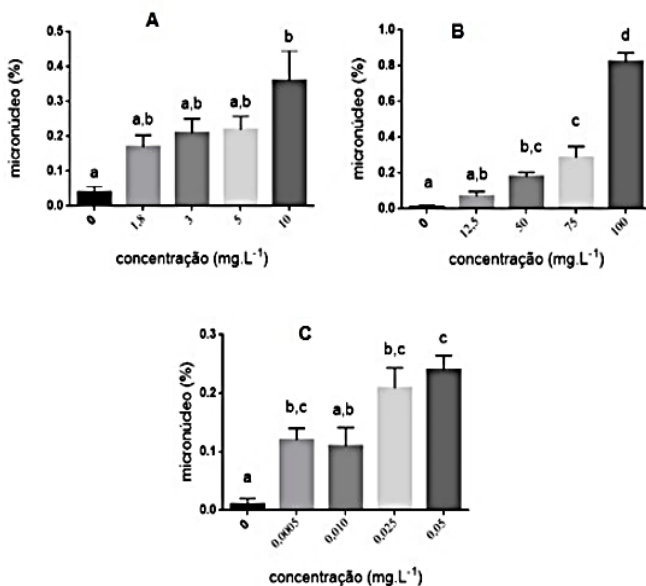 A
micronúcleo (%)
0.5
0.4
0.3
0.2
0.1
0.0
a
a,b
a,b
a,b
b
0
1,8
3
5
10
concentração (mg.L⁻¹)
B
micronúcleo (%)
1.0
0.8
0.6
0.4
0.2
0.0
a
a,b
b,c
c
d
0
12,5
50
75
100
concentração (mg.L⁻¹)
C
micronúcleo (%)
0.3
0.2
0.1
0.0
a
b,c
a,b
b,c
c
0
0,0005
0,010
0,025
0,05
concentração (mg.L⁻¹)